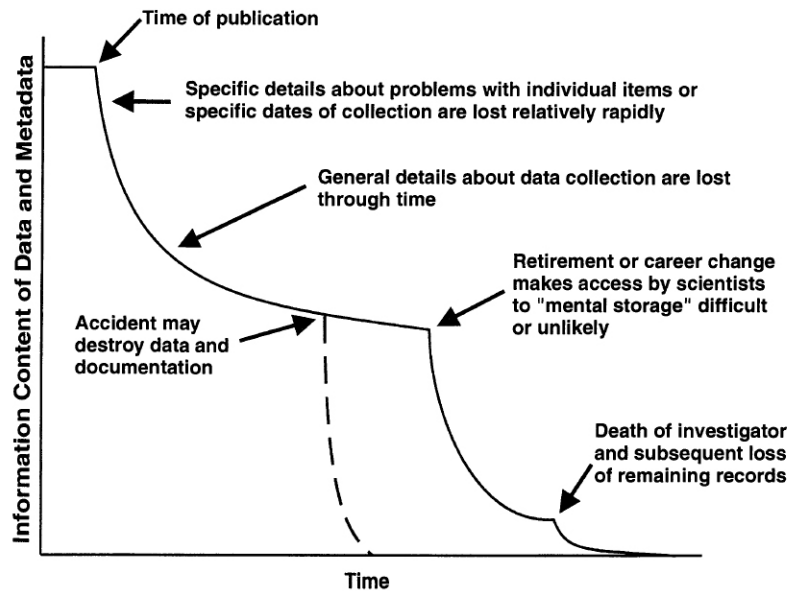 Time of publication
Specific details about problems with individual items or
specific dates of collection are lost relatively rapidly
General details about data collection are lost
through time
Retirement or career change
makes access by scientists
to "mental storage" difficult
or unlikely
Accident may
destroy data and
documentation
Death of investigator
and subsequent loss
of remaining records
Information Content of Data and Metadata
Time